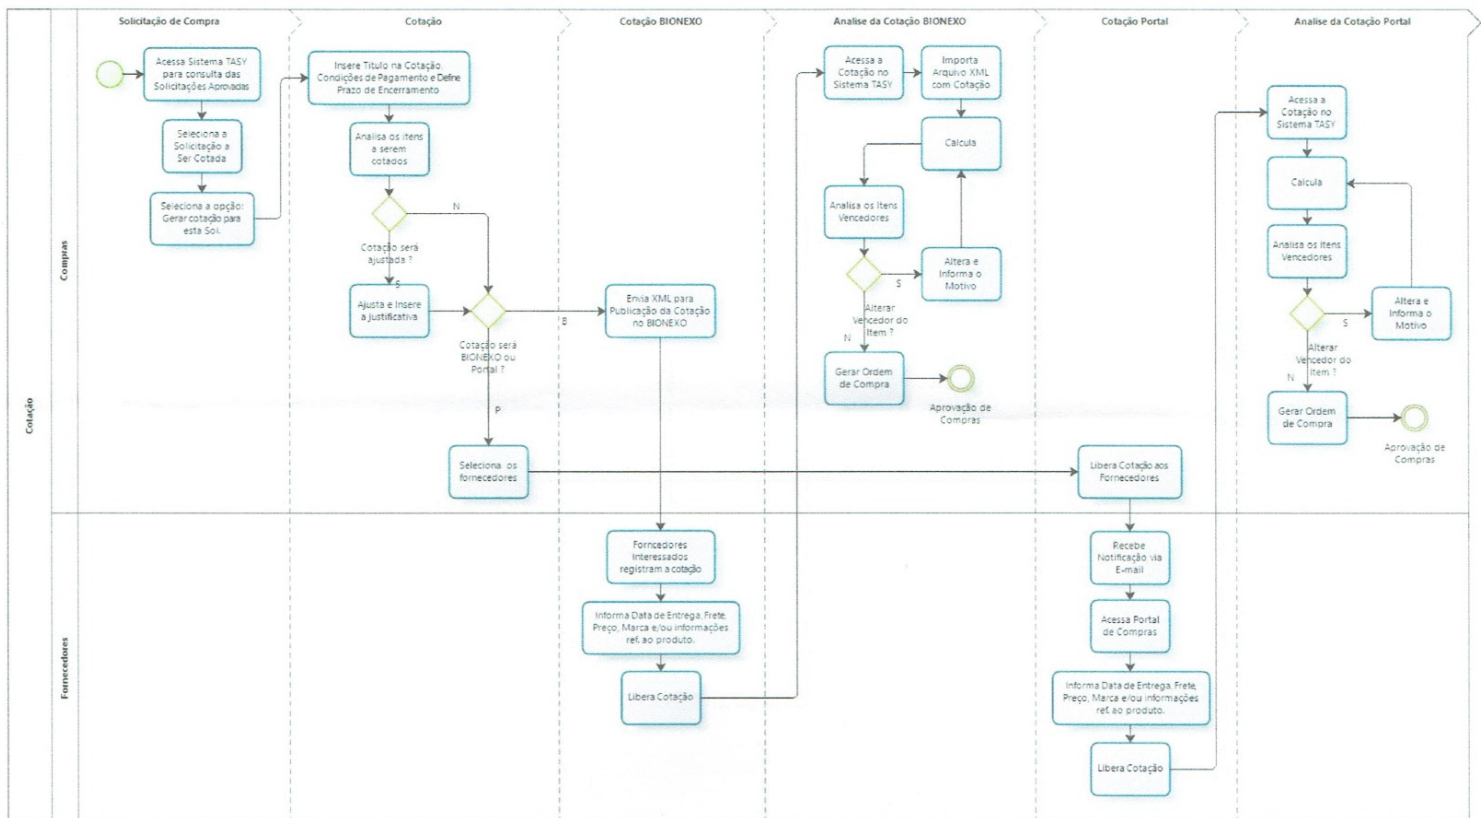 Solicitação de Compra
Cotação
Cotação BIONEXO
Analise da Cotação BIONEXO
Cotação Portal
Analise da Cotação Portal
Cotação
Compras
Fornecedores
Acessa Sistema TASY
para consulta das
Solicitações Aprovadas
Seleciona a
Solicitação a
Ser Cotada
Seleciona a opção:
Gerar cotação para
esta Sol.
Insere Titulo na Cotação,
Condições de Pagamento e Define
Prazo de Encerramento
Analisa os itens
a serem
cotados
N
Cotação será
ajustada ?
S
Ajusta e Insere
a Justificativa
B
Cotação será
BIONEXO ou
Portal ?
P
Seleciona os
fornecedores
Envia XML para
Publicação da Cotação
no BIONEXO
Forncedores
Interessados
registram a cotação
Informa Data de Entrega, Frete,
Preço, Marca e/ou informações
ref. ao produto.
Libera Cotação
Acessa a
Cotação no
Sistema TASY
Importa
Arquivo XML
com Cotação
Calcula
Analisa os Itens
Vencedores
S
Altera e
Informa o
Motivo
Alterar
Vencedor do
Item ?
N
Gerar Ordem
de Compra
Aprovação de
Compras
Libera Cotação aos
Fornecedores
Recebe
Notificação via
E-mail
Acessa Portal
de Compras
Informa Data de Entrega, Frete,
Preço, Marca e/ou informações
ref. ao produto.
Libera Cotação
Acessa a
Cotação no
Sistema TASY
Calcula
Analisa os Itens
Vencedores
S
Altera e
Informa o
Motivo
Alterar
Vencedor do
Item ?
N
Gerar Ordem
de Compra
Aprovação de
Compras